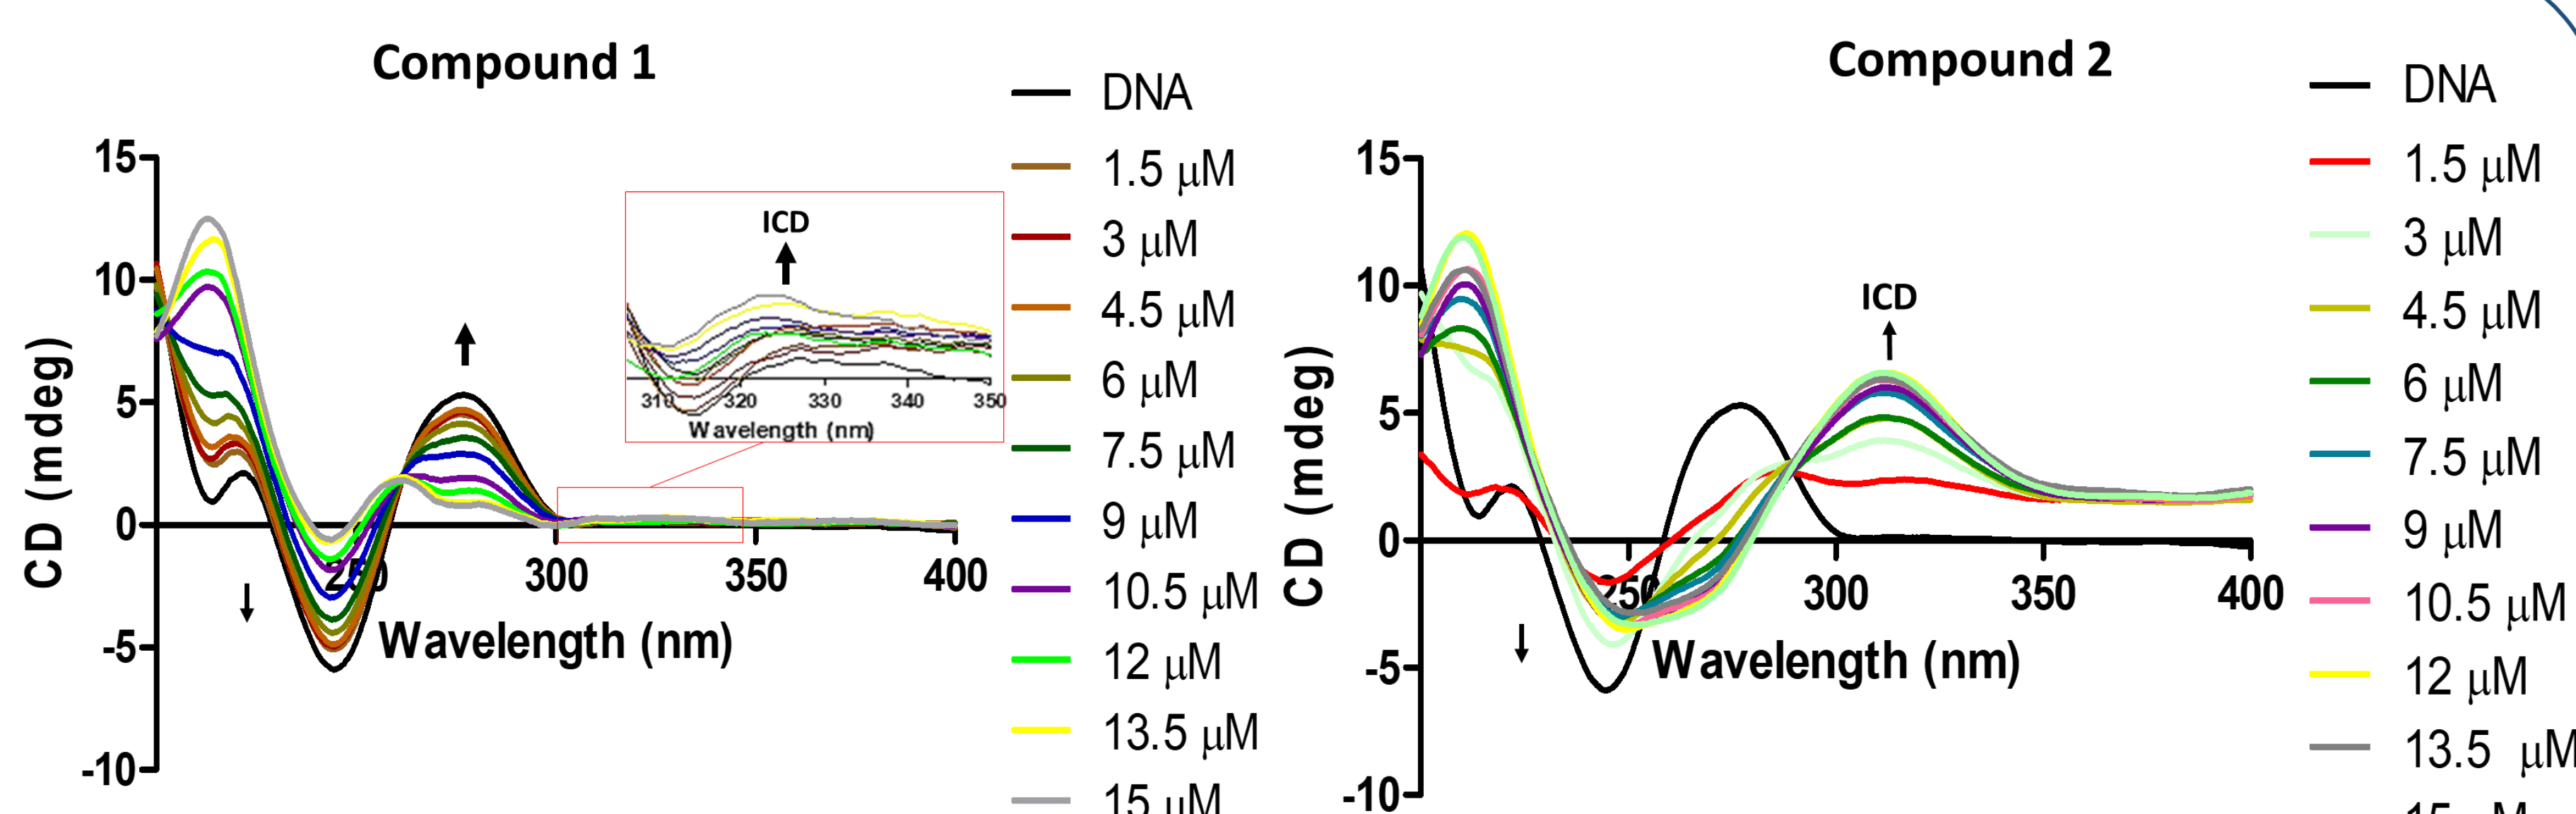 Compound 1
CD (mdeg)
15
10
5
0
-5
-10
250
300
350
400
Wavelength (nm)
ICD
310
320
330
340
350
Wavelength (nm)
DNA
1.5 μM
3 μM
4.5 μM
6 μM
7.5 μM
9 μM
10.5 μM
12 μM
13.5 μM
15 μM
Compound 2
CD (mdeg)
15
10
5
0
-5
-10
250
300
350
400
Wavelength (nm)
ICD
DNA
1.5 μM
3 μM
4.5 μM
6 μM
7.5 μM
9 μM
10.5 μM
12 μM
13.5 μM